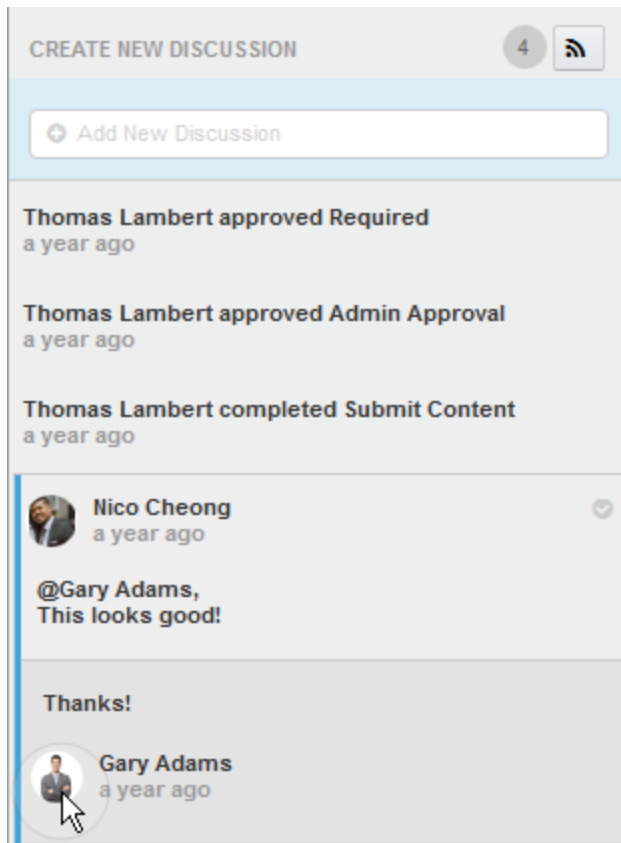 CREATE NEW DISCUSSION 4
Add New Discussion
Thomas Lambert approved Required
a year ago
Thomas Lambert approved Admin Approval
a year ago
Thomas Lambert completed Submit Content
a year ago
Nico Cheong
a year ago
@Gary Adams,
This looks good!
Thanks!
Gary Adams
a year ago